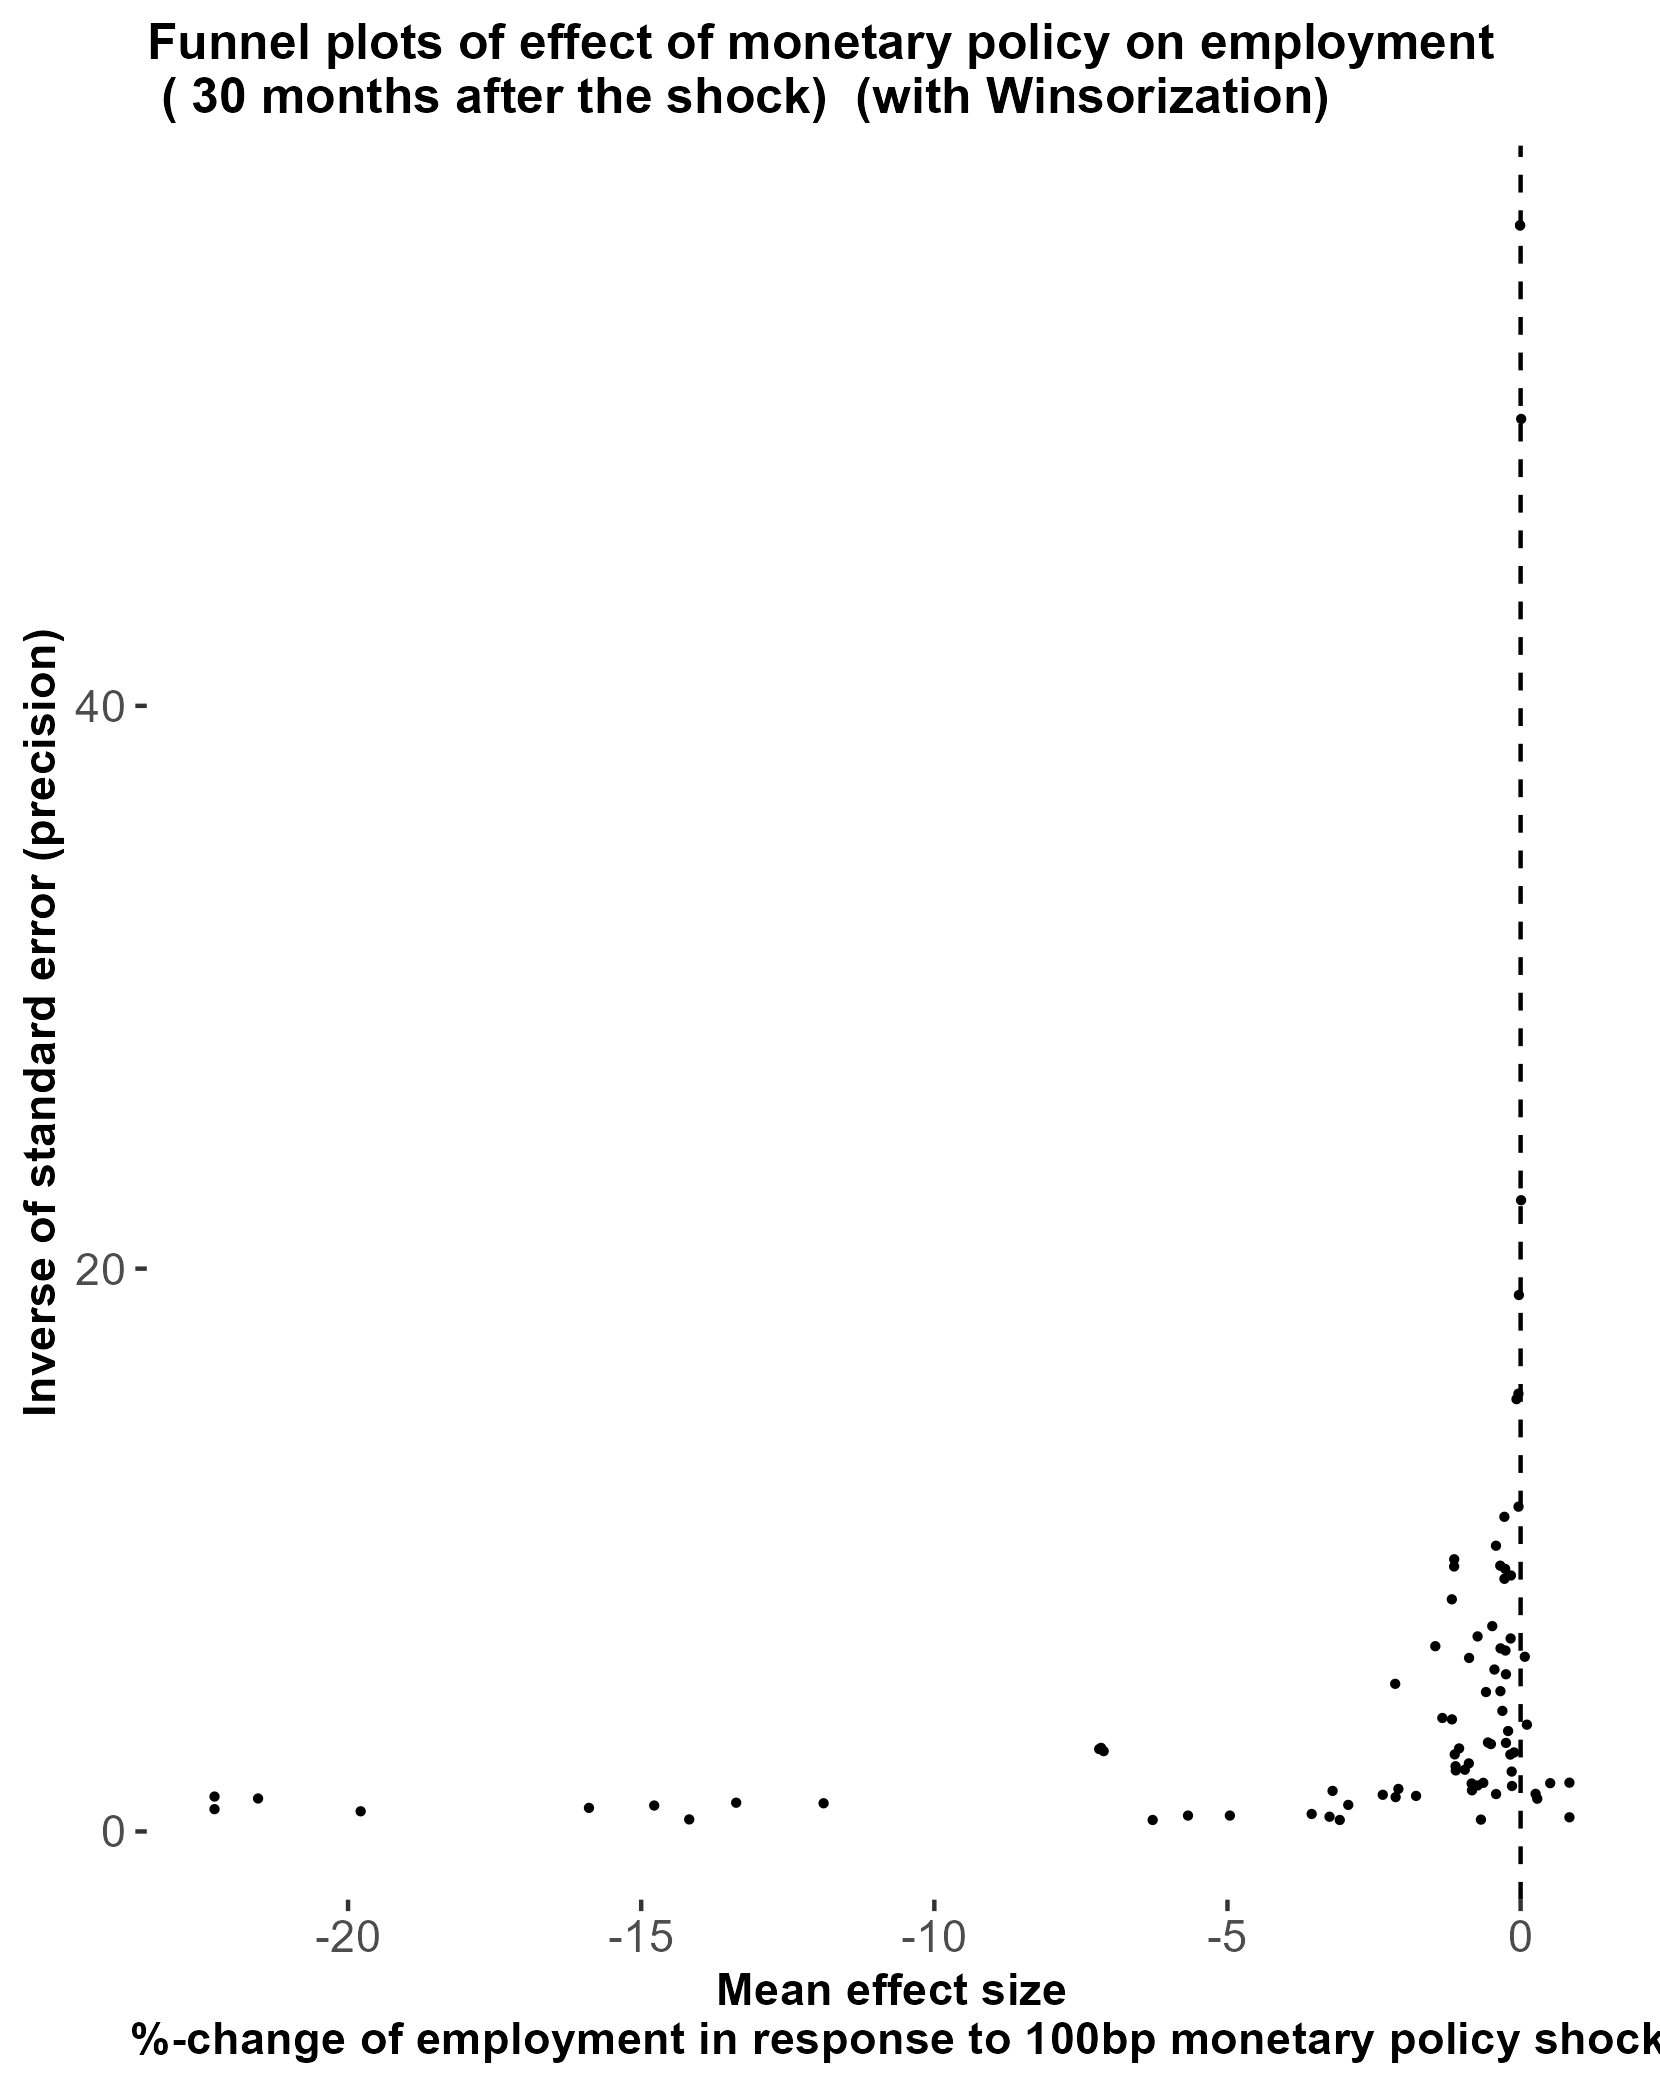 Funnel plots of effect of monetary policy on employment
( 30 months after the shock)  (with Winsorization)
Inverse of standard error (precision)
40
20
0
-20 -15 -10 -5 0
Mean effect size
%-change of employment in response to 100bp monetary policy shock